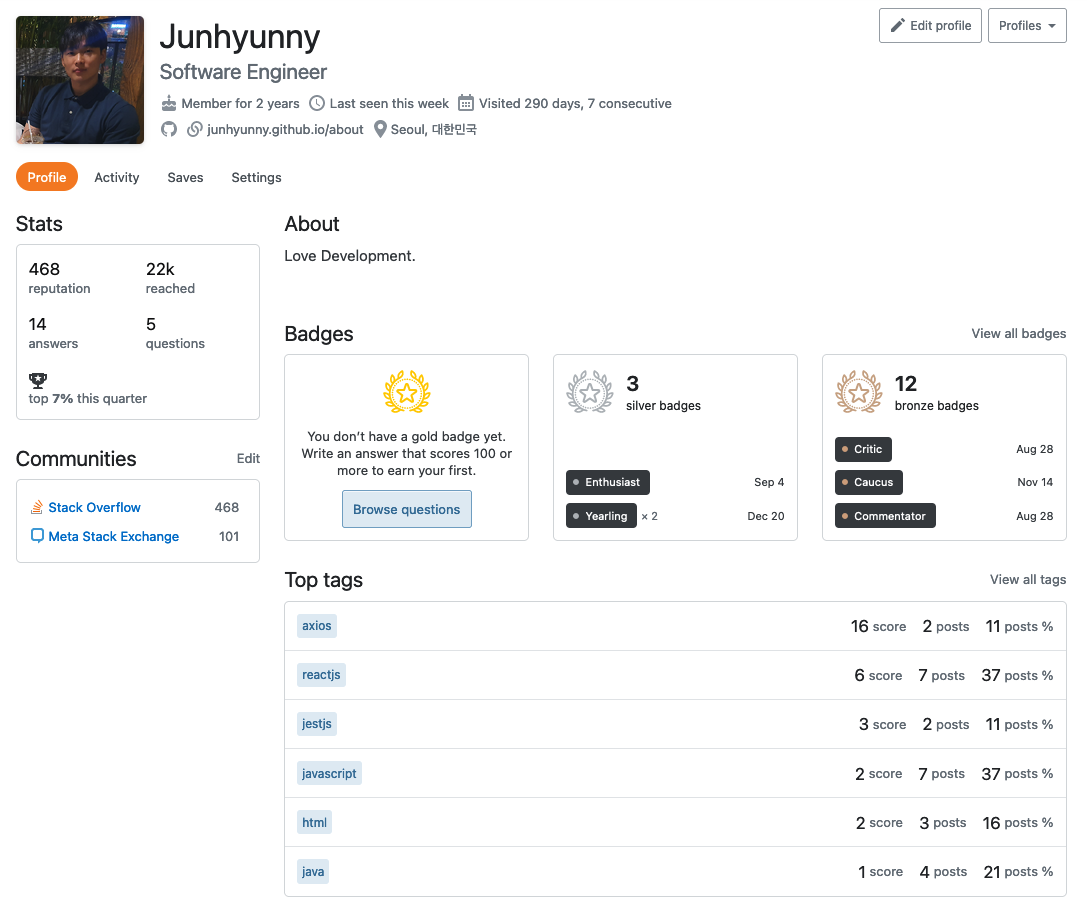 Junhyunny
Edit profile
Profiles
Software Engineer
Member for 2 years Last seen this week Visited 290 days, 7 consecutive
junhyunny.github.io/about Seoul, 대한민국
Profile Activity Saves Settings
Stats
468 22k
reputation reached
14 5
answers questions
top 7% this quarter
Communities Edit
Stack Overflow 468
Meta Stack Exchange 101
About
Love Development.
Badges View all badges
You don't have a gold badge yet.
Write an answer that scores 100 or
more to earn your first.
Browse questions
3
silver badges
Enthusiast Sep 4
Yearling × 2 Dec 20
12
bronze badges
Critic Aug 28
Caucus Nov 14
Commentator Aug 28
Top tags View all tags
axios 16 score 2 posts 11 posts %
reactjs 6 score 7 posts 37 posts %
jestjs 3 score 2 posts 11 posts %
javascript 2 score 7 posts 37 posts %
html 2 score 3 posts 16 posts %
java 1 score 4 posts 21 posts %